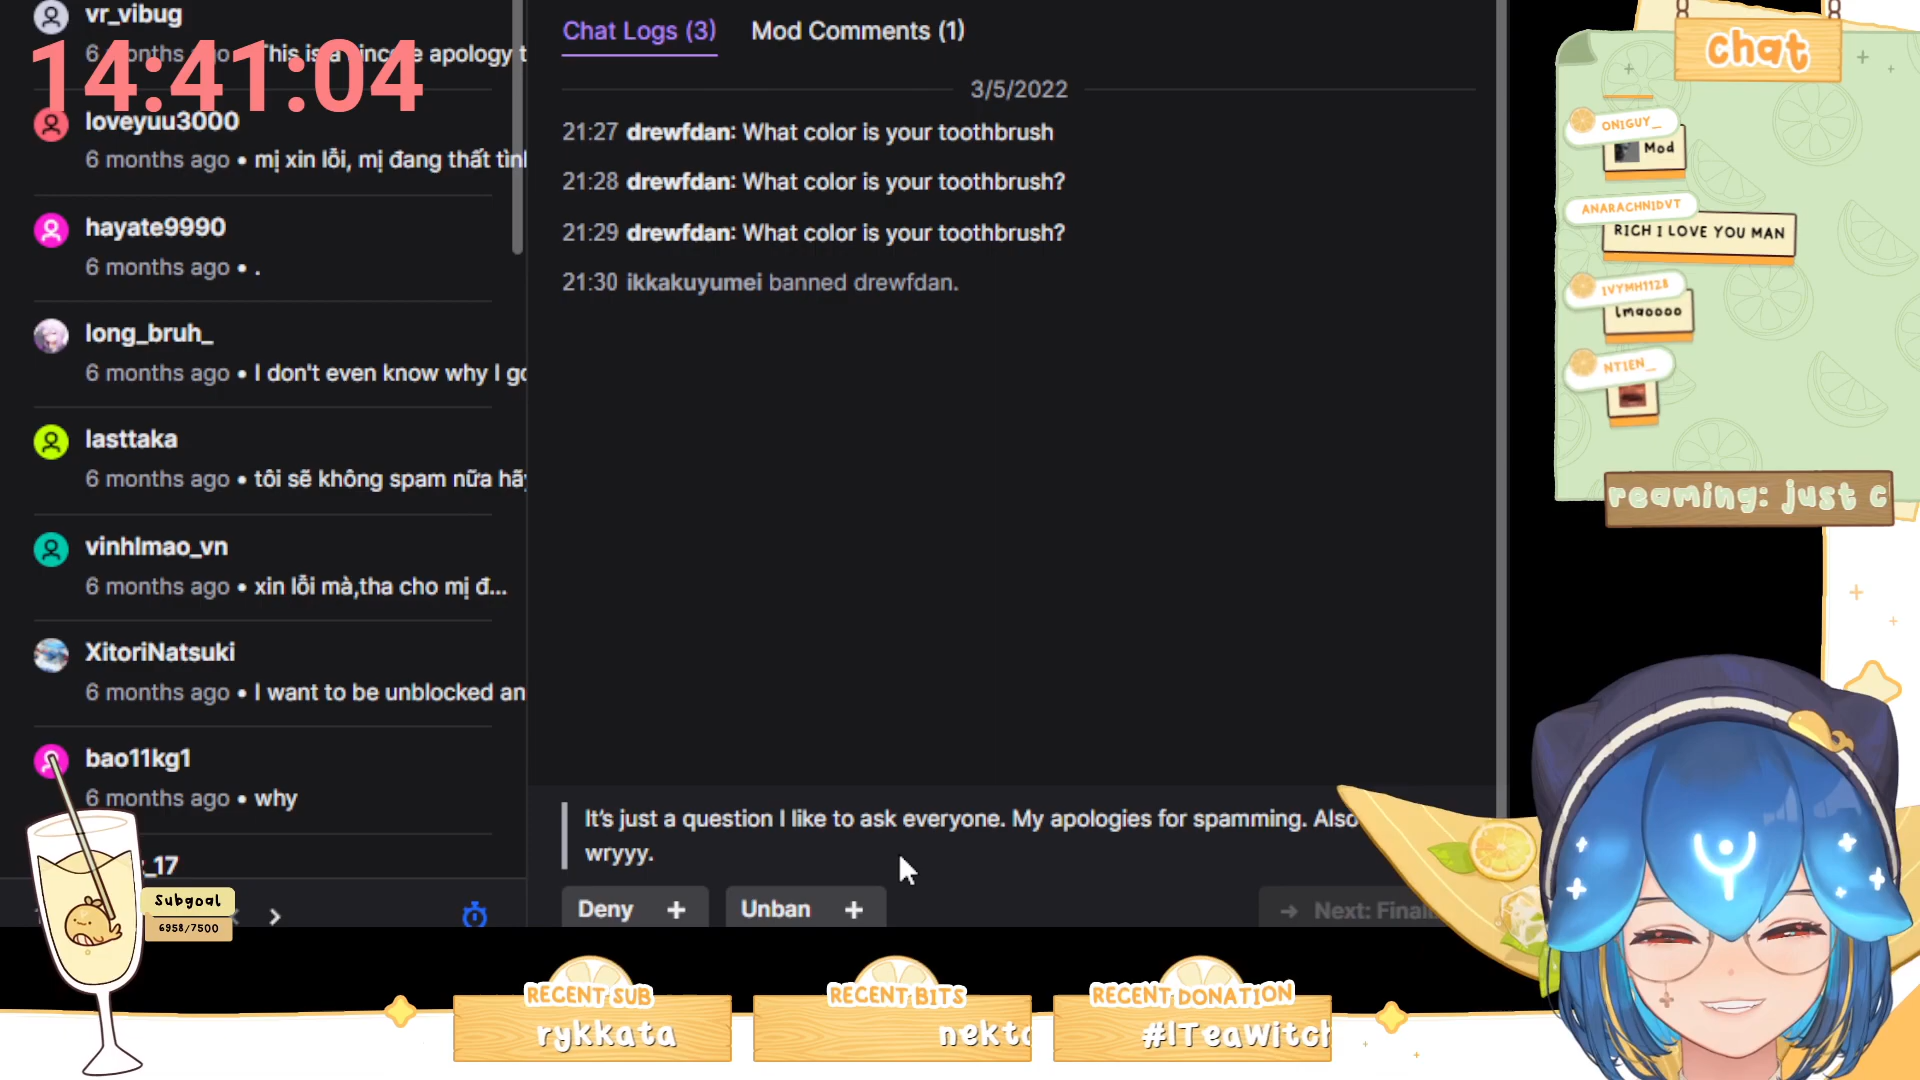 vr_vibug
14:41:04
loveyuu3000
6 months ago • mị xin lỗi, mị đang thất tìn
hayate9990
6 months ago • .
long_bruh_
6 months ago • I don't even know why I go
lasttaka
6 months ago • tôi sẽ không spam nữa hãy
vinhlmao_vn
6 months ago • xin lỗi mà,tha cho mị đ...
XitoriNatsuki
6 months ago • I want to be unblocked an
bao11kg1
6 months ago • why
_17
Subgoal
6958/7500
Chat Logs (3)
Mod Comments (1)
3/5/2022
21:27 drewfdan: What color is your toothbrush
21:28 drewfdan: What color is your toothbrush?
21:29 drewfdan: What color is your toothbrush?
21:30 ikkakuyumei banned drewfdan.
It's just a question I like to ask everyone. My apologies for spamming. Also
wryyy.
Deny +
Unban +
→ Next:
chat
ONIGUY_
Mod
ANARACHNIDVT
RICH I LOVE YOU MAN
IVYMH1128
lmaoooo
NTIEN_
reaming: just c
RECENT SUB
rykkata
RECENT BITS
nekto
RECENT DONATION
#ITeaWitch